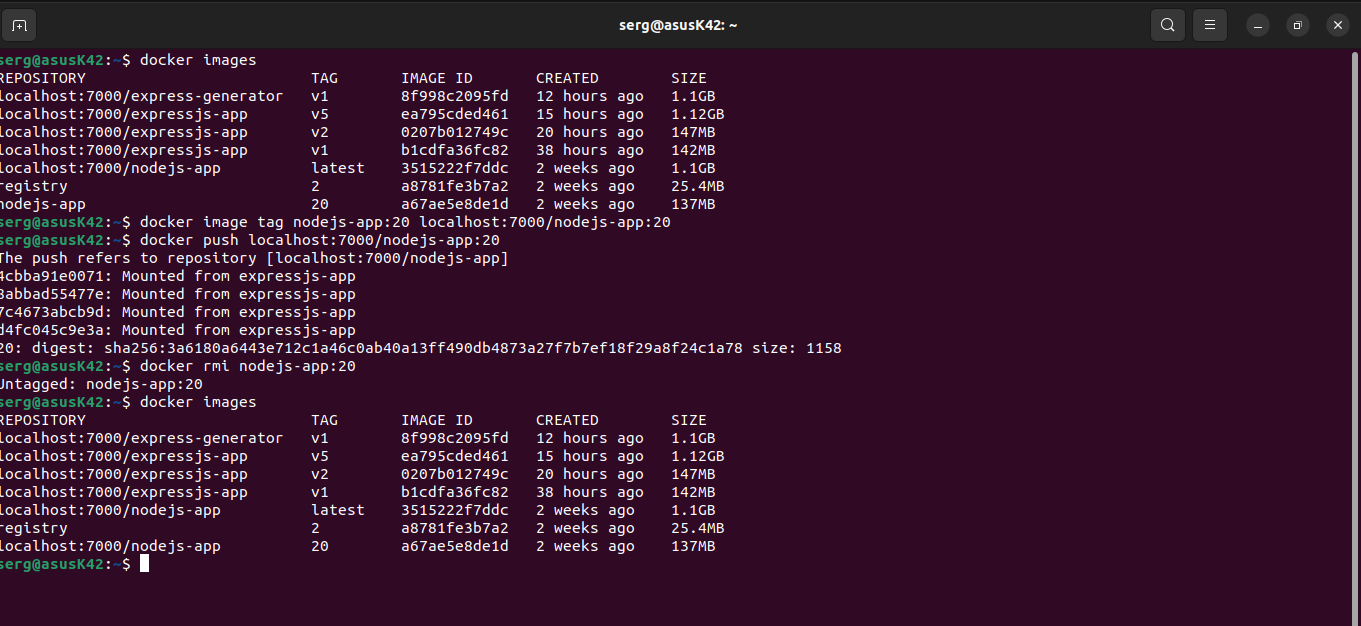 serg@asusK42: ~
serg@asusK42:~$ docker images
REPOSITORY TAG IMAGE ID CREATED SIZE
localhost:7000/express-generator v1 8f998c2095fd 12 hours ago 1.1GB
localhost:7000/expressjs-app v5 ea795cded461 15 hours ago 1.12GB
localhost:7000/expressjs-app v2 0207b012749c 20 hours ago 147MB
localhost:7000/expressjs-app v1 b1cdfa36fc82 38 hours ago 142MB
localhost:7000/nodejs-app latest 3515222f7ddc 2 weeks ago 1.1GB
registry 2 a8781fe3b7a2 2 weeks ago 25.4MB
nodejs-app 20 a67ae5e8de1d 2 weeks ago 137MB
serg@asusK42:~$ docker image tag nodejs-app:20 localhost:7000/nodejs-app:20
serg@asusK42:~$ docker push localhost:7000/nodejs-app:20
The push refers to repository [localhost:7000/nodejs-app]
4cbba91e0071: Mounted from expressjs-app
3abbad55477e: Mounted from expressjs-app
7c4673abcb9d: Mounted from expressjs-app
d4fc045c9e3a: Mounted from expressjs-app
20: digest: sha256:3a6180a6443e712c1a46c0ab40a13ff490db4873a27f7b7ef18f29a8f24c1a78 size: 1158
serg@asusK42:~$ docker rmi nodejs-app:20
Untagged: nodejs-app:20
serg@asusK42:~$ docker images
REPOSITORY TAG IMAGE ID CREATED SIZE
localhost:7000/express-generator v1 8f998c2095fd 12 hours ago 1.1GB
localhost:7000/expressjs-app v5 ea795cded461 15 hours ago 1.12GB
localhost:7000/expressjs-app v2 0207b012749c 20 hours ago 147MB
localhost:7000/expressjs-app v1 b1cdfa36fc82 38 hours ago 142MB
localhost:7000/nodejs-app latest 3515222f7ddc 2 weeks ago 1.1GB
registry 2 a8781fe3b7a2 2 weeks ago 25.4MB
localhost:7000/nodejs-app 20 a67ae5e8de1d 2 weeks ago 137MB
serg@asusK42:~$